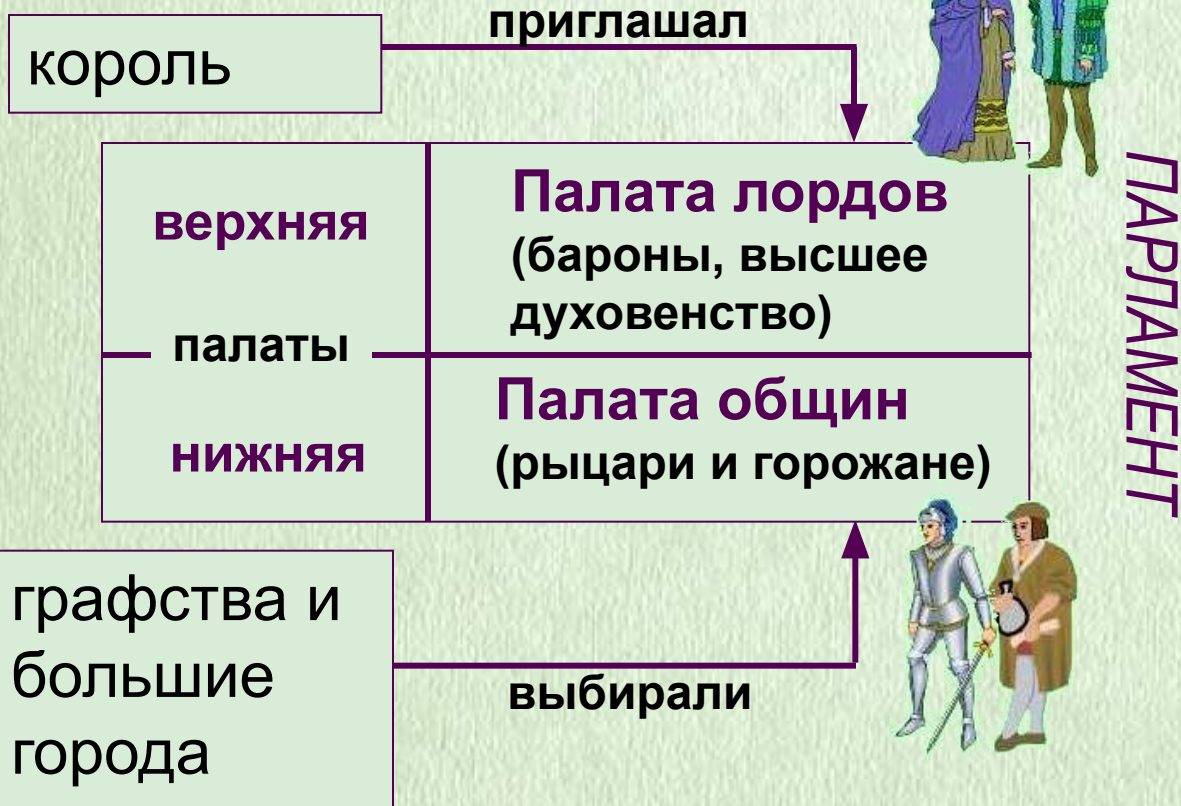 приглашал
король
верхняя
Палата лордов
(бароны, высшее
духовенство)
палаты
нижняя
Палата общин
(рыцари и горожане)
ПАРЛАМЕНТ
графства и
большие
города
выбирали